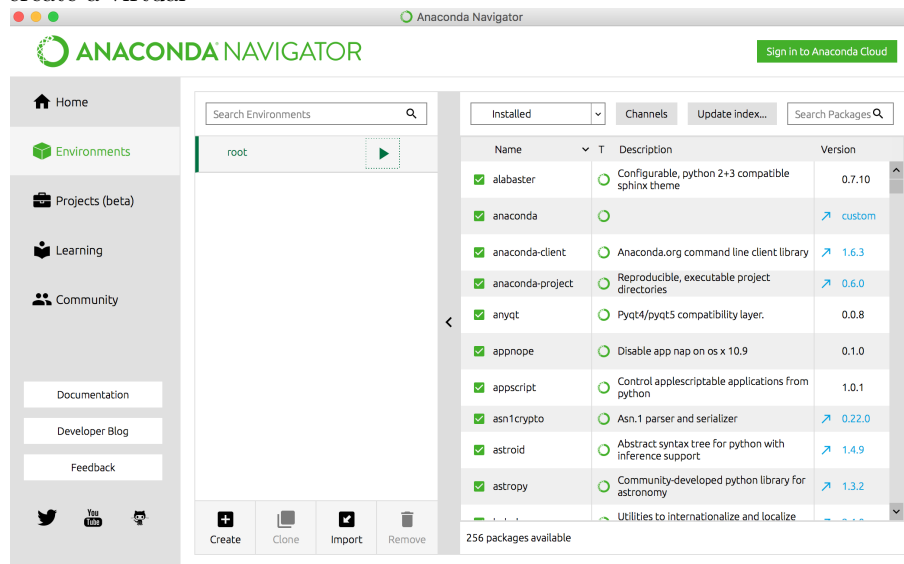 create a virtual
Anaconda Navigator
ANACONDA NAVIGATOR
Sign in to Anaconda Cloud
Home
Environments
Projects (beta)
Learning
Community
Documentation
Developer Blog
Feedback
You
Tube
Search Environments
root
Create
Clone
Import
Remove
Installed
Channels
Update index...
Search Packages
Name T Description Version
alabaster Configurable, python 2+3 compatible
sphinx theme 0.7.10
anaconda custom
anaconda-client Anaconda.org command line client library 1.6.3
anaconda-project Reproducible, executable project
directories 0.6.0
anyqt Pyqt4/pyqt5 compatibility layer. 0.0.8
appnope Disable app nap on os x 10.9 0.1.0
appscript Control applescriptable applications from
python 1.0.1
asn1crypto Asn.1 parser and serializer 0.22.0
astroid Abstract syntax tree for python with
inference support 1.4.9
astropy Community-developed python library for
astronomy 1.3.2
Utilities to internationalize and localize
256 packages available